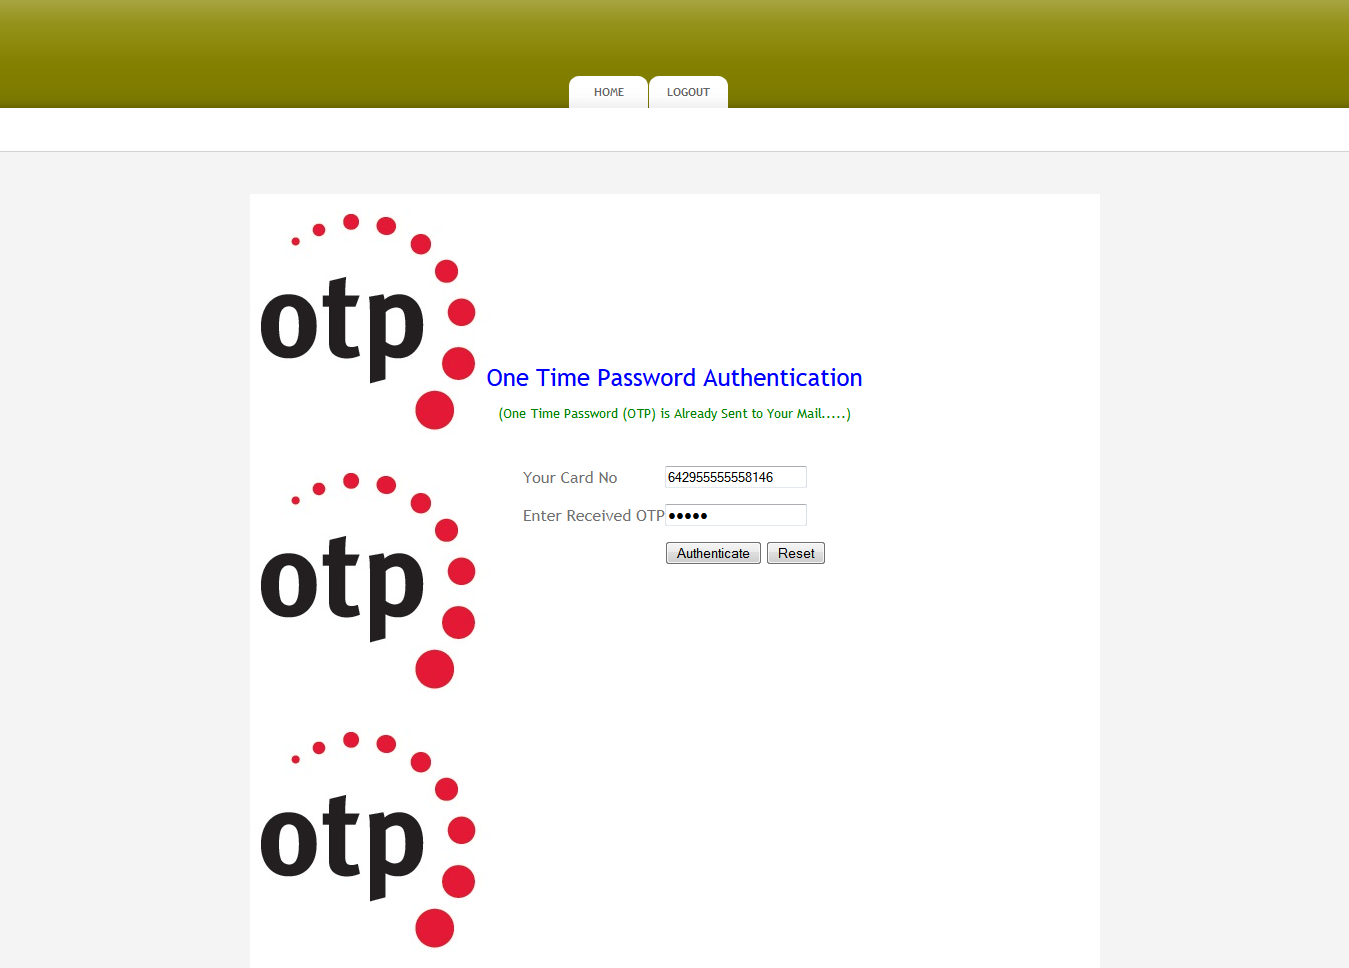 HOME LOGOUT
otp
One Time Password Authentication
(One Time Password (OTP) is Already Sent to Your Mail.....)
Your Card No 642955555558146
Enter Received OTP •••••
Authenticate Reset
otp
otp